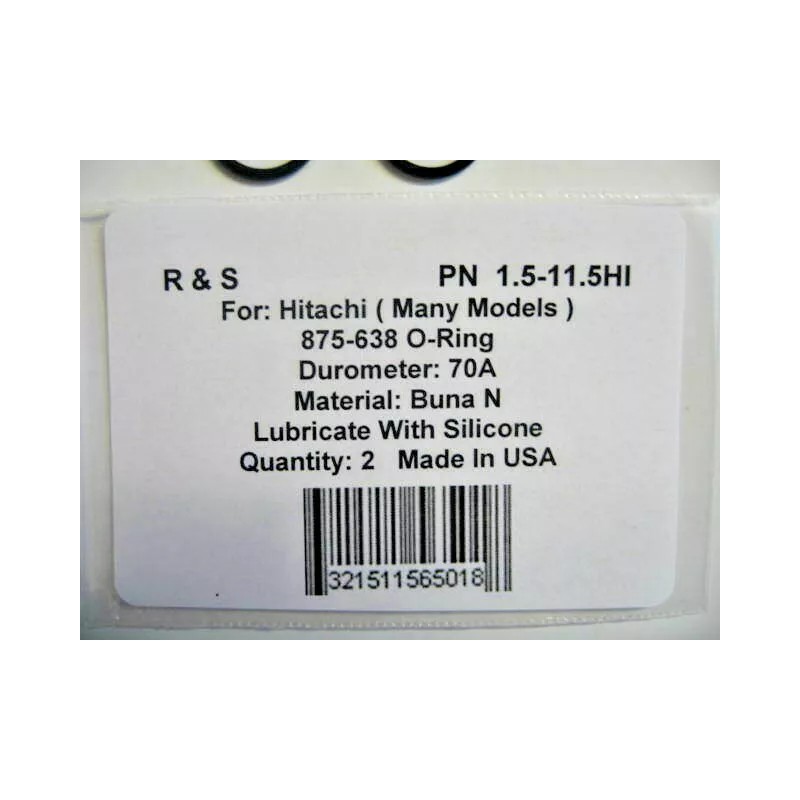 R & S PN 1.5-11.5HI
For: Hitachi ( Many Models )
875-638 O-Ring
Durometer: 70A
Material: Buna N
Lubricate With Silicone
Quantity: 2 Made In USA
321511565018